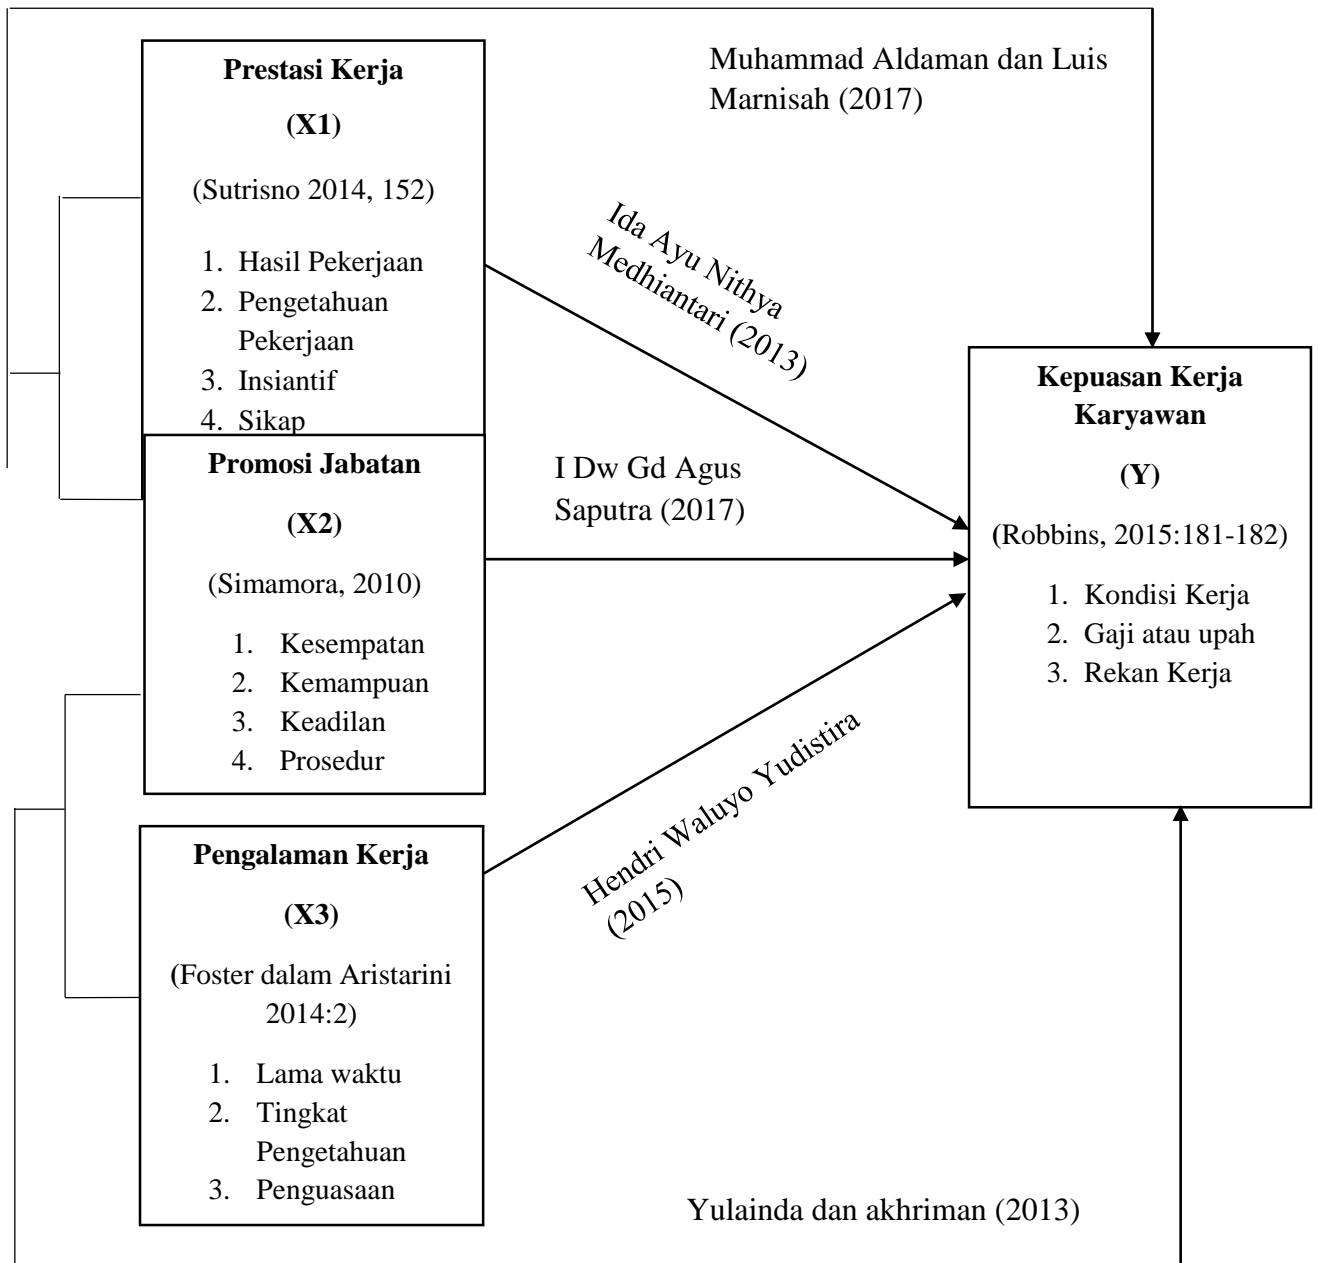 Prestasi Kerja
(X1)
(Sutrisno 2014, 152)
1. Hasil Pekerjaan
2. Pengetahuan
Pekerjaan
3. Insiantif
4. Sikap
Promosi Jabatan
(X2)
(Simamora, 2010)
1. Kesempatan
2. Kemampuan
3. Keadilan
4. Prosedur
Pengalaman Kerja
(X3)
(Foster dalam Aristarini
2014:2)
1. Lama waktu
2. Tingkat
Pengetahuan
3. Penguasaan
Muhammad Aldaman dan Luis
Marnisah (2017)
Ida Ayu Nithya
Medhiantari (2013)
I Dw Gd Agus
Saputra (2017)
Hendri Waluyo Yudistira
(2015)
Yulainda dan akhriman (2013)
Kepuasan Kerja
Karyawan
(Y)
(Robbins, 2015:181-182)
1. Kondisi Kerja
2. Gaji atau upah
3. Rekan Kerja